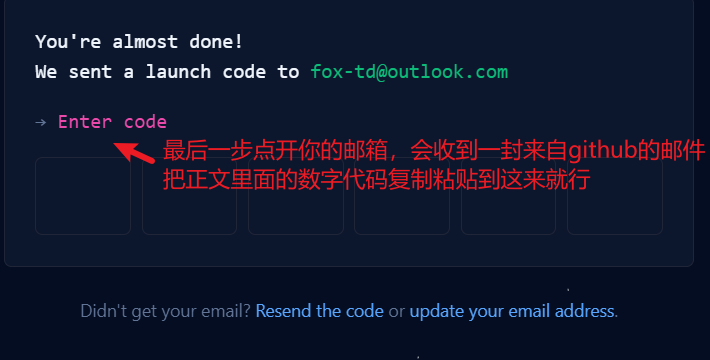 You're almost done!
We sent a launch code to fox-td@outlook.com
→ Enter code
最后一步点开你的邮箱，会收到一封来自github的邮件
把正文里面的数字代码复制粘贴到这来就行
Didn't get your email? Resend the code or update your email address.